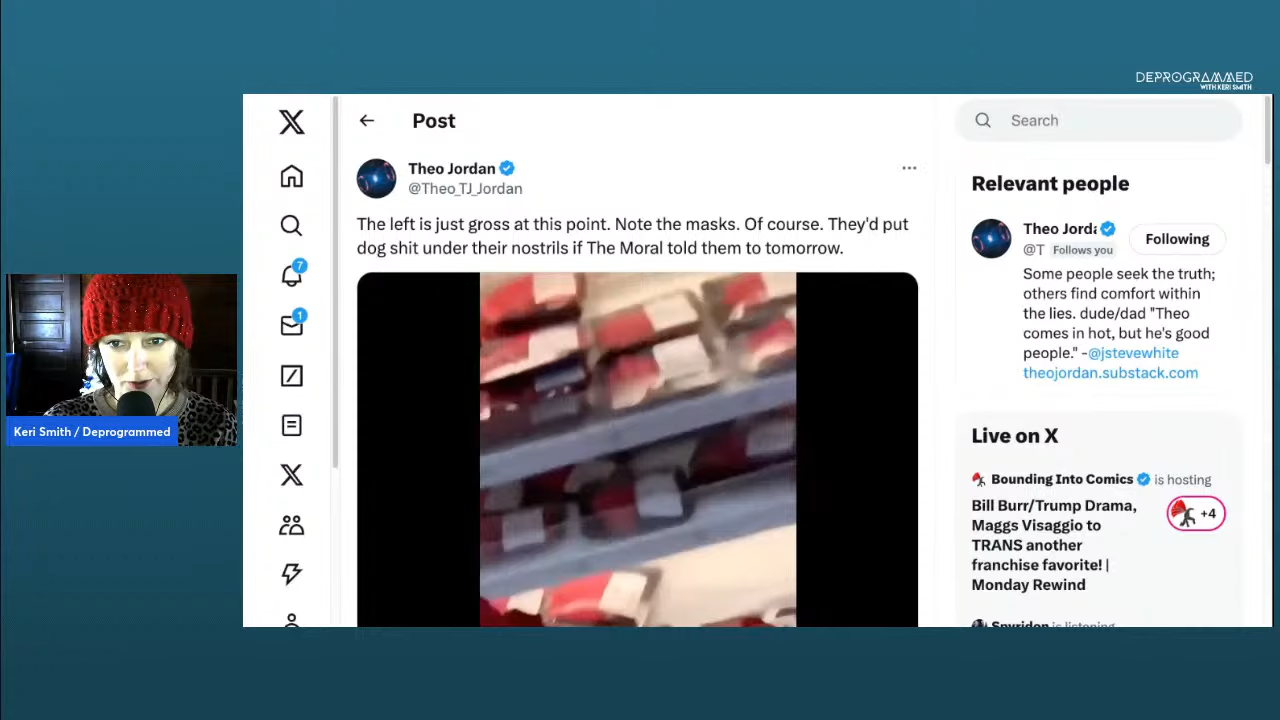 DEPROGRAMMED
WITH KERI SMITH
Post
Search
Theo Jordan
@Theo_TJ_Jordan
The left is just gross at this point. Note the masks. Of course. They'd put
dog shit under their nostrils if The Moral told them to tomorrow.
7
1
Relevant people
Theo Jorda
@T Follows you
Following
Some people seek the truth;
others find comfort within
the lies. dude/dad "Theo
comes in hot, but he's good
people." -@jstevewhite
theojordan.substack.com
Live on X
Bounding Into Comics is hosting
Bill Burr/Trump Drama,
Maggs Visaggio to
TRANS another
franchise favorite! |
Monday Rewind
+4
Spyridon is listening
Keri Smith / Deprogrammed